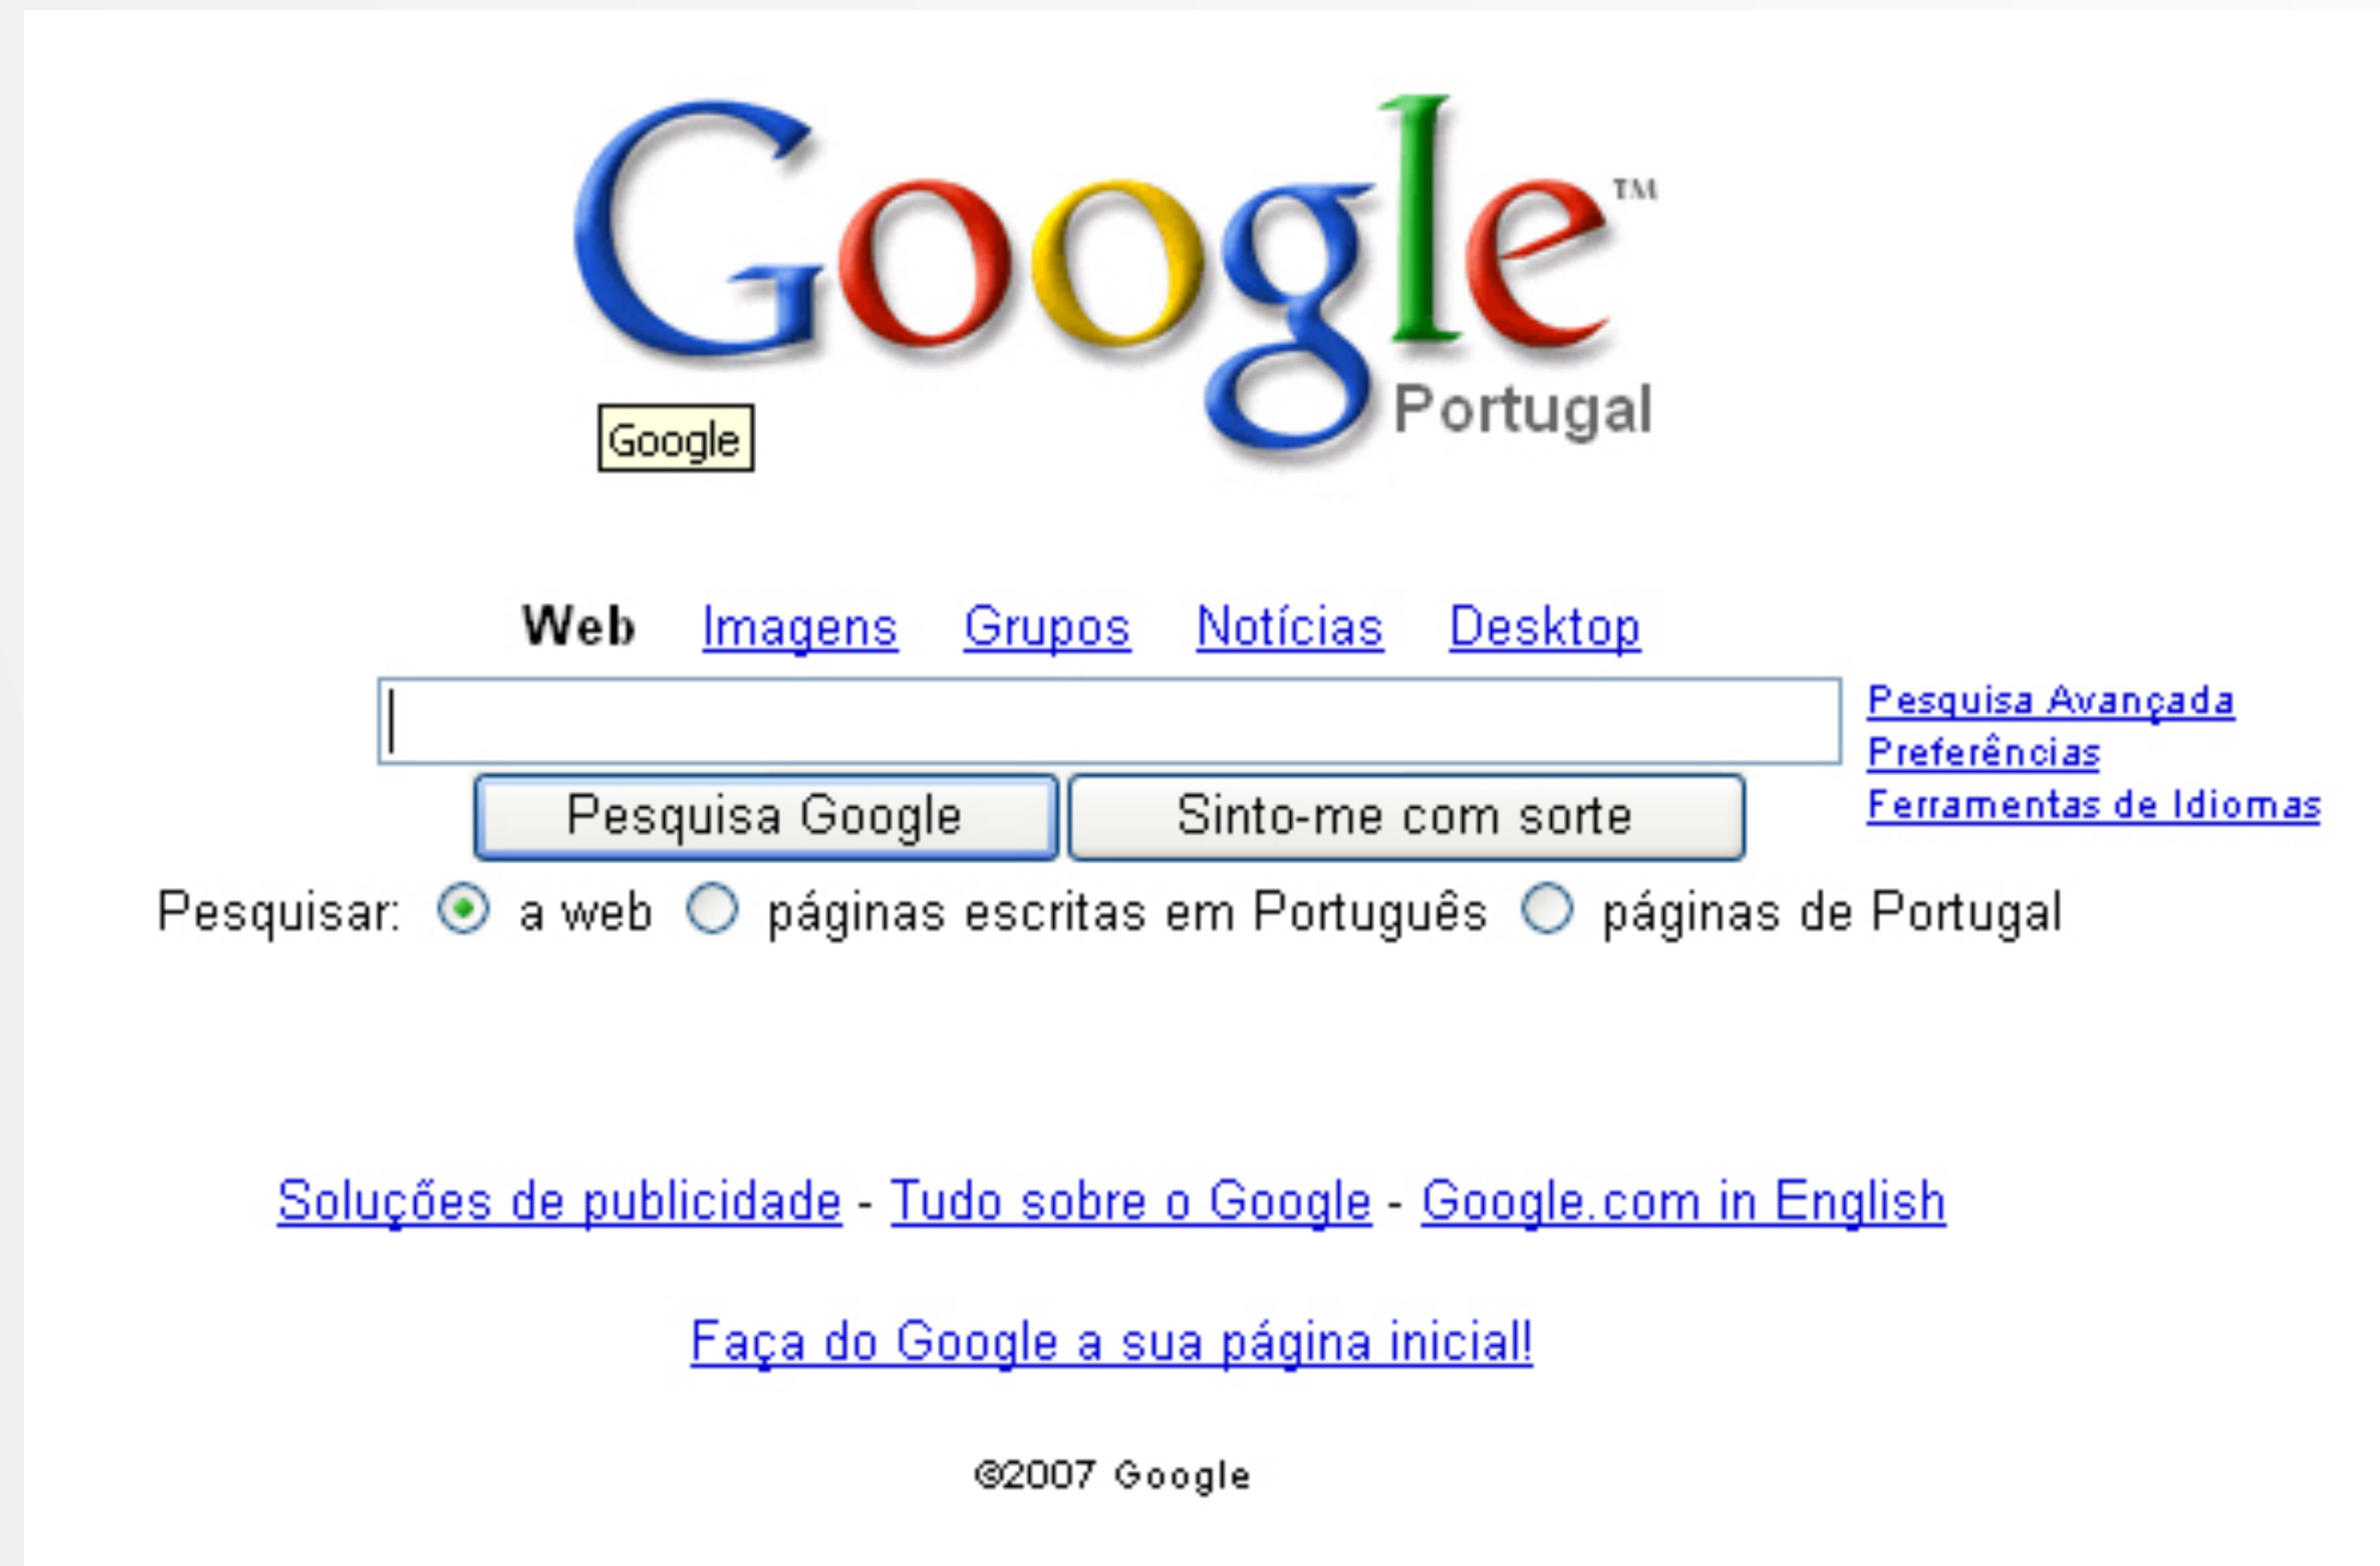 Google™
Portugal
Google
Web Imagens Grupos Notícias Desktop
Pesquisa Avançada
Preferências
Ferramentas de Idiomas
Pesquisa Google Sinto-me com sorte
Pesquisar: a web páginas escritas em Português páginas de Portugal
Soluções de publicidade - Tudo sobre o Google - Google.com in English
Faça do Google a sua página inicial!
©2007 Google